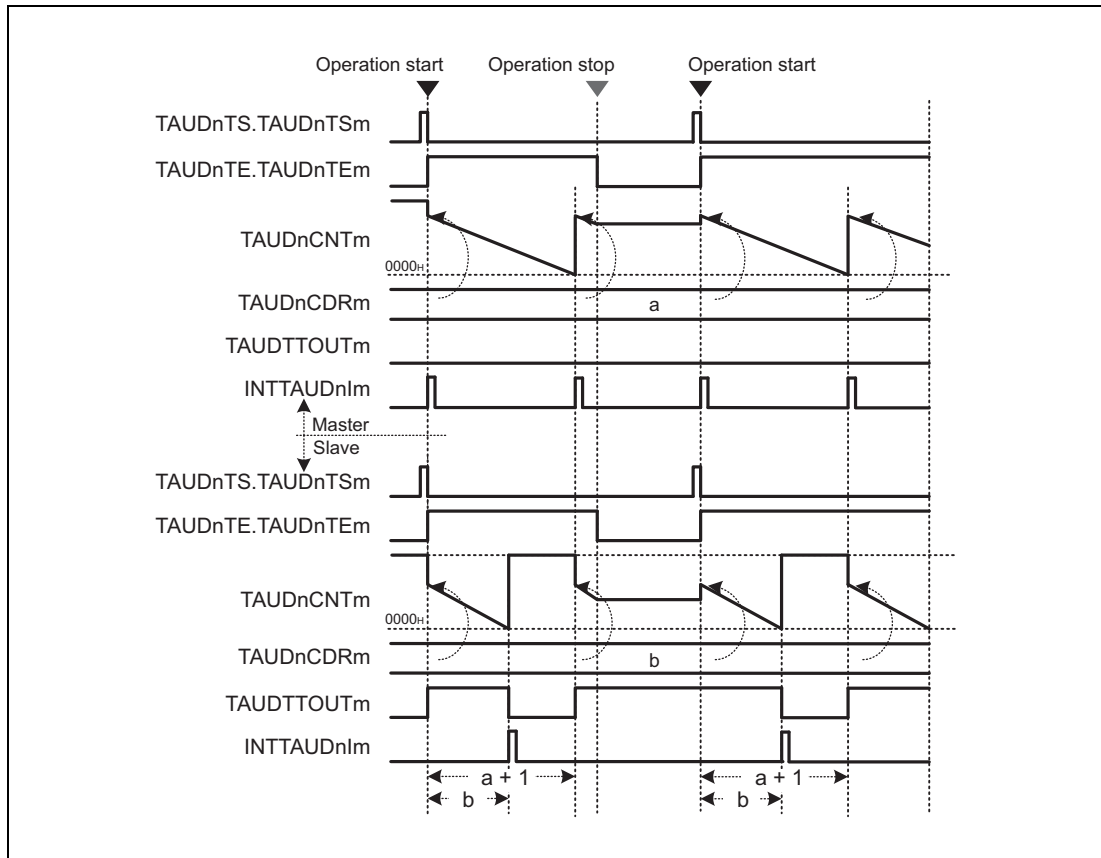 Operation start Operation stop Operation start
TAUDnTS.TAUDnTSm
TAUDnTE.TAUDnTEm
TAUDnCNTm
0000H
TAUDnCDRm
a
TAUDTTOUTm
INTTAUDnIm
Master
Slave
TAUDnTS.TAUDnTSm
TAUDnTE.TAUDnTEm
TAUDnCNTm
0000H
TAUDnCDRm
b
TAUDTTOUTm
INTTAUDnIm
a + 1 a + 1
b b